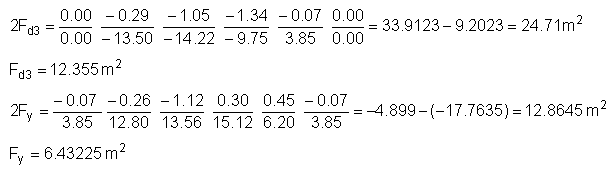 2F_d3 = 0.00/0.00 −0.29/−13.50 −1.05/−14.22 −1.34/−9.75 −0.07/3.85 0.00/0.00 = 33.9123 − 9.2023 = 24.71 m²
F_d3 = 12.355 m²
2F_y = −0.07/3.85 −0.26/12.80 −1.12/13.56 0.30/15.12 0.45/6.20 −0.07/3.85 = −4.899 − (−17.7635) = 12.8645 m²
F_y = 6.43225 m²